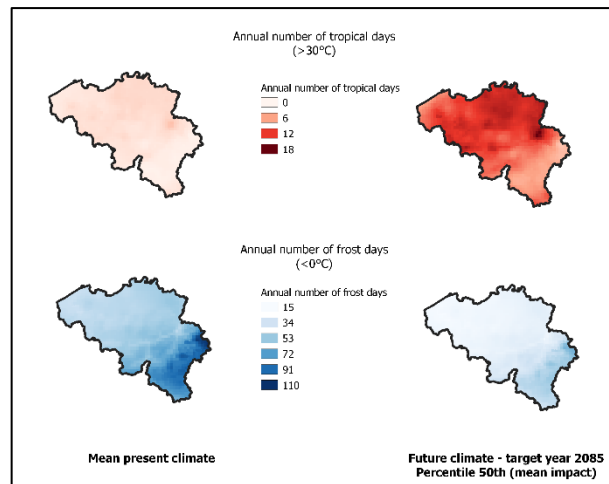 Annual number of tropical days
(>30°C)
Annual number of tropical days
0
6
12
18
Annual number of frost days
(<0°C)
Annual number of frost days
15
34
53
72
91
110
Mean present climate
Future climate - target year 2085
Percentile 50th (mean impact)